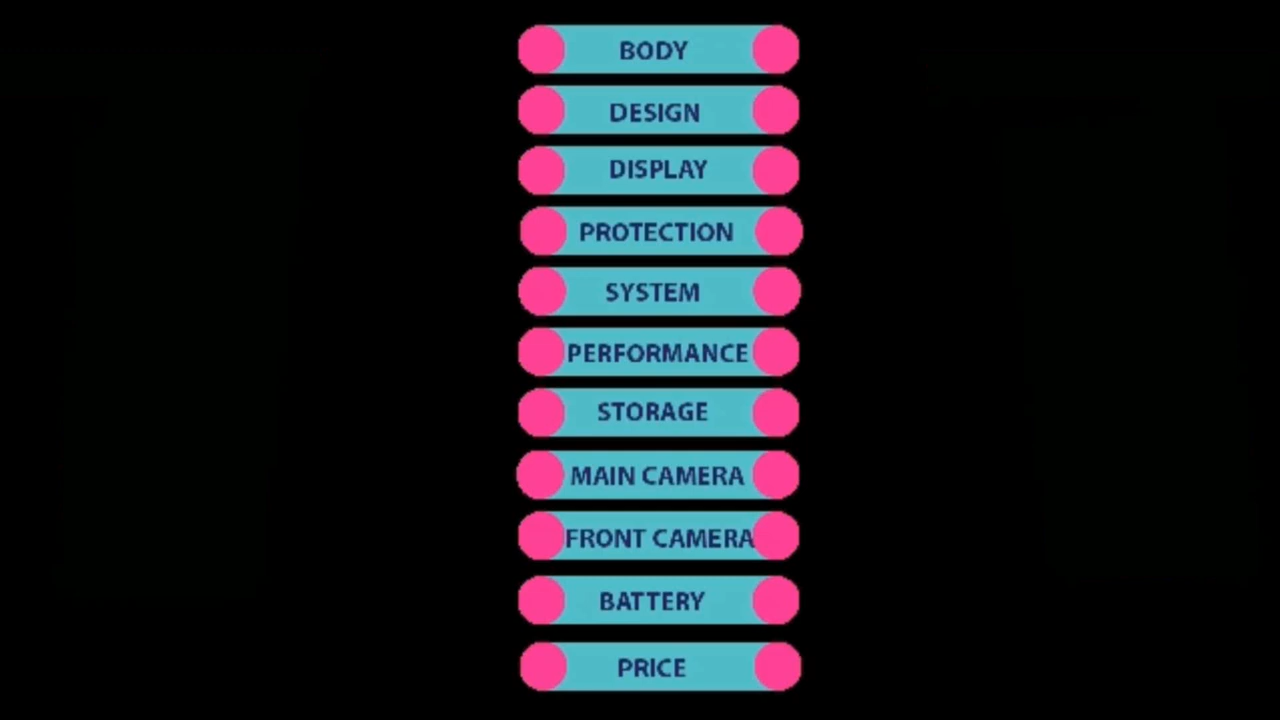 BODY
DESIGN
DISPLAY
PROTECTION
SYSTEM
PERFORMANCE
STORAGE
MAIN CAMERA
FRONT CAMERA
BATTERY
PRICE